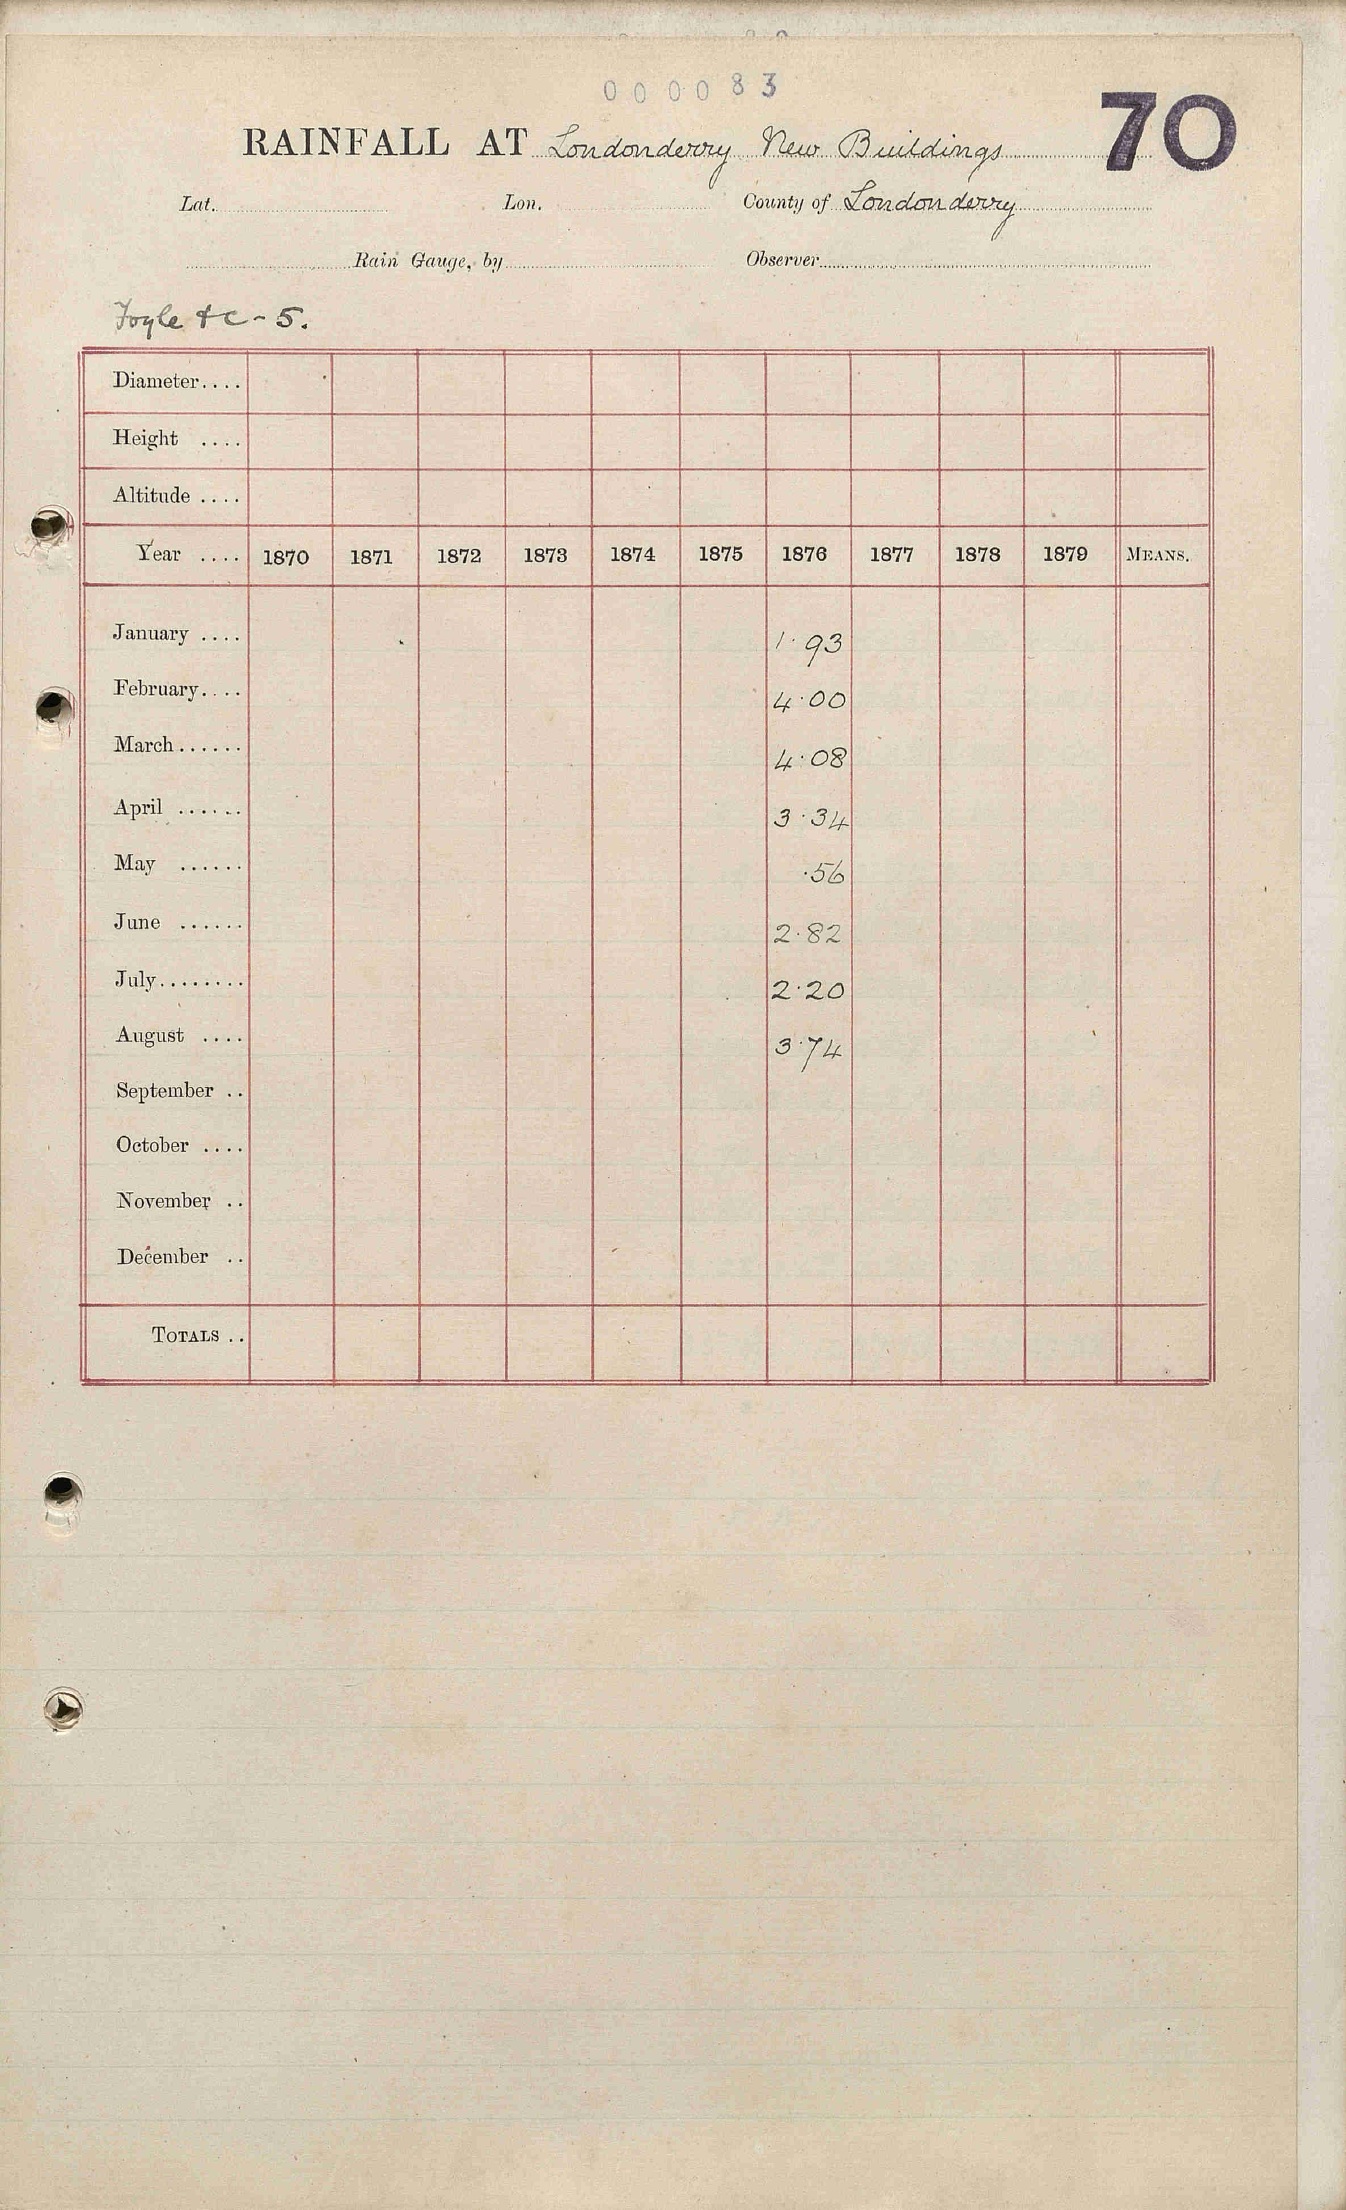 000083
70
RAINFALL AT Londonderry New Buildings
Lat. Lon. County of Londonderry
Rain Gauge, by Observer
Foyle &c - 5.
Diameter....
Height ....
Altitude ....
Year .... 1870 1871 1872 1873 1874 1875 1876 1877 1878 1879 MEANS.
January .... 1.93
February.... 4.00
March...... 4.08
April ...... 3.34
May ...... .56
June ...... 2.82
July........ 2.20
August .... 3.74
September ..
October ....
November ..
December ..
TOTALS ..